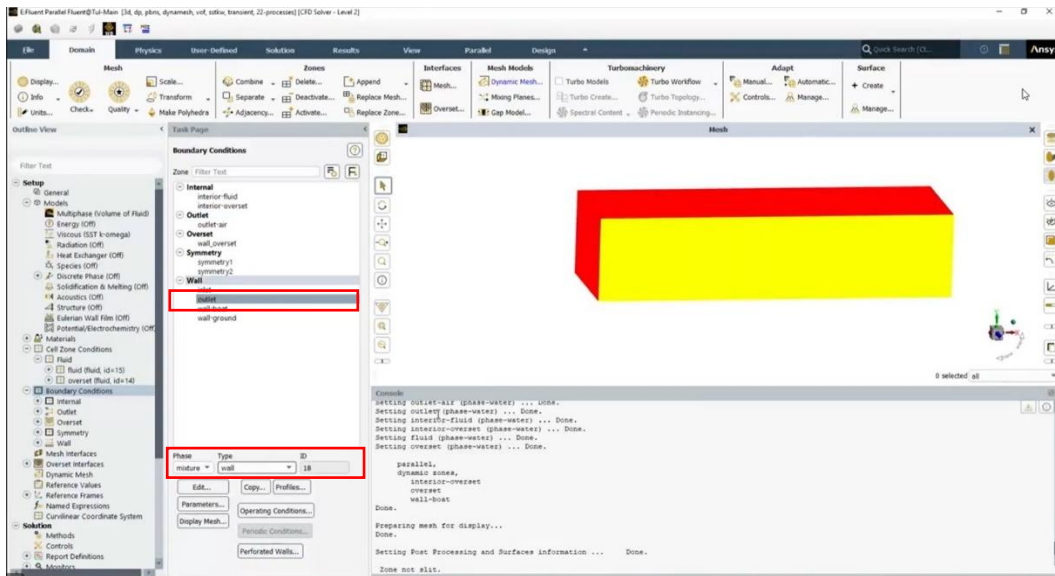 E:Fluent Parallel Fluent@Tul-Main [3d, dp, pbns, dynamesh, vof, sstkw, transient, 22-processes] [CFD Solver - Level 2]
File Domain Physics User-Defined Solution Results View Parallel Design Quick Search (Ct... Ansy
Mesh Zones Interfaces Mesh Models Turbomachinery Adapt Surface
Display... Scale... Combine Delete... Append Mesh... Dynamic Mesh... Turbo Models Turbo Workflow Manual... Automatic... + Create
Info Transform Separate Deactivate... Replace Mesh... Mixing Planes... Turbo Create... Turbo Topology... Controls... Manage...
Units... Check Quality Make Polyhedra Adjacency... Activate... Replace Zone... Overset... Gap Model... Spectral Content Periodic Instancing... Manage...
Outline View
Filter Text
Setup
General
Models
Multiphase (Volume of Fluid)
Energy (Off)
Viscous (SST k-omega)
Radiation (Off)
Heat Exchanger (Off)
Species (Off)
Discrete Phase (Off)
Solidification & Melting (Off)
Acoustics (Off)
Structure (Off)
Eulerian Wall Film (Off)
Potential/Electrochemistry (Off
Materials
Cell Zone Conditions
Fluid
fluid (fluid, id=15)
overset (fluid, id=14)
Boundary Conditions
Internal
Outlet
Overset
Symmetry
Wall
Mesh Interfaces
Overset Interfaces
Dynamic Mesh
Reference Values
Reference Frames
Named Expressions
Curvilinear Coordinate System
Solution
Methods
Controls
Report Definitions
Monitors
Task Page
Boundary Conditions
Zone Filter Text
Internal
interior-fluid
interior-overset
Outlet
outlet-air
Overset
wall_overset
Symmetry
symmetry1
symmetry2
Wall
inlet
outlet
wall-boat
wall-ground
Phase Type ID
mixture wall 18
Edit... Copy... Profiles...
Parameters... Operating Conditions...
Display Mesh... Periodic Conditions...
Perforated Walls...
Mesh
0 selected all
Console
Setting outlet-air (phase-water) ... Done.
Setting outlet (phase-water) ... Done.
Setting interior-fluid (phase-water) ... Done.
Setting interior-overset (phase-water) ... Done.
Setting fluid (phase-water) ... Done.
Setting overset (phase-water) ... Done.
parallel,
dynamic zones,
interior-overset
overset
wall-boat
Done.
Preparing mesh for display...
Done.
Setting Post Processing and Surfaces information ... Done.
Zone not slit.